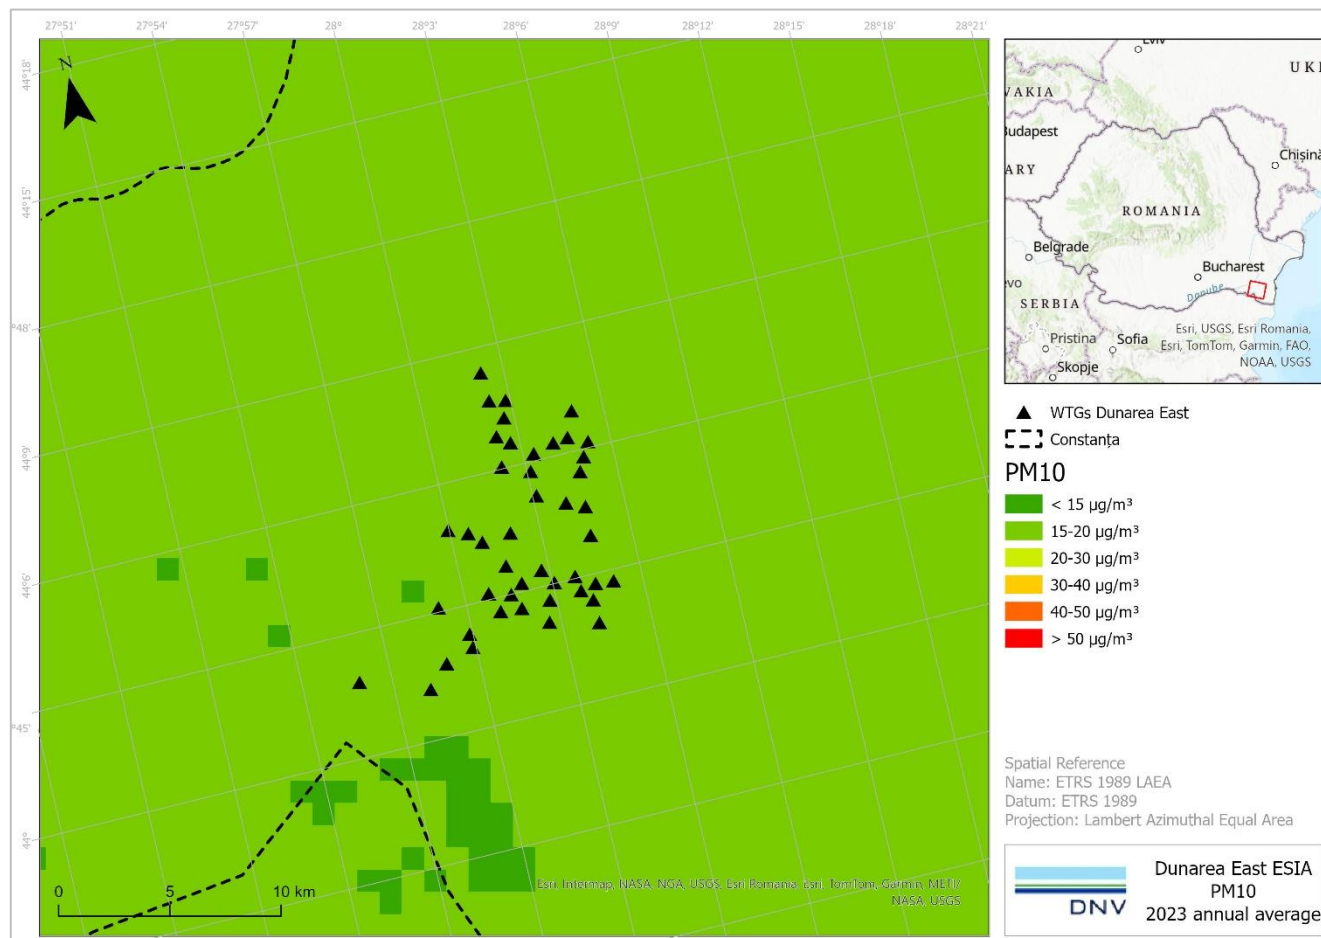 27°51' 27°54' 27°57' 28° 28°3' 28°6' 28°9' 28°12' 28°15' 28°18' 28°21'
44°18'
44°15'
°48'
44°9'
44°6'
°45'
44°
N
0 5 10 km
Esri, Intermap, NASA, NGA, USGS, Esri Romania, Esri, TomTom, Garmin, METI/
NASA, USGS
Lviv
UKI
VAKIA
Budapest
ARY
Chișină
ROMANIA
Belgrade
Bucharest
evo
Danube
SERBIA
Pristina
Sofia
Skopje
Esri, USGS, Esri Romania,
Esri, TomTom, Garmin, FAO,
NOAA, USGS
WTGs Dunarea East
Constanța
PM10
< 15 µg/m³
15-20 µg/m³
20-30 µg/m³
30-40 µg/m³
40-50 µg/m³
> 50 µg/m³
Spatial Reference
Name: ETRS 1989 LAEA
Datum: ETRS 1989
Projection: Lambert Azimuthal Equal Area
DNV
Dunarea East ESIA
PM10
2023 annual average